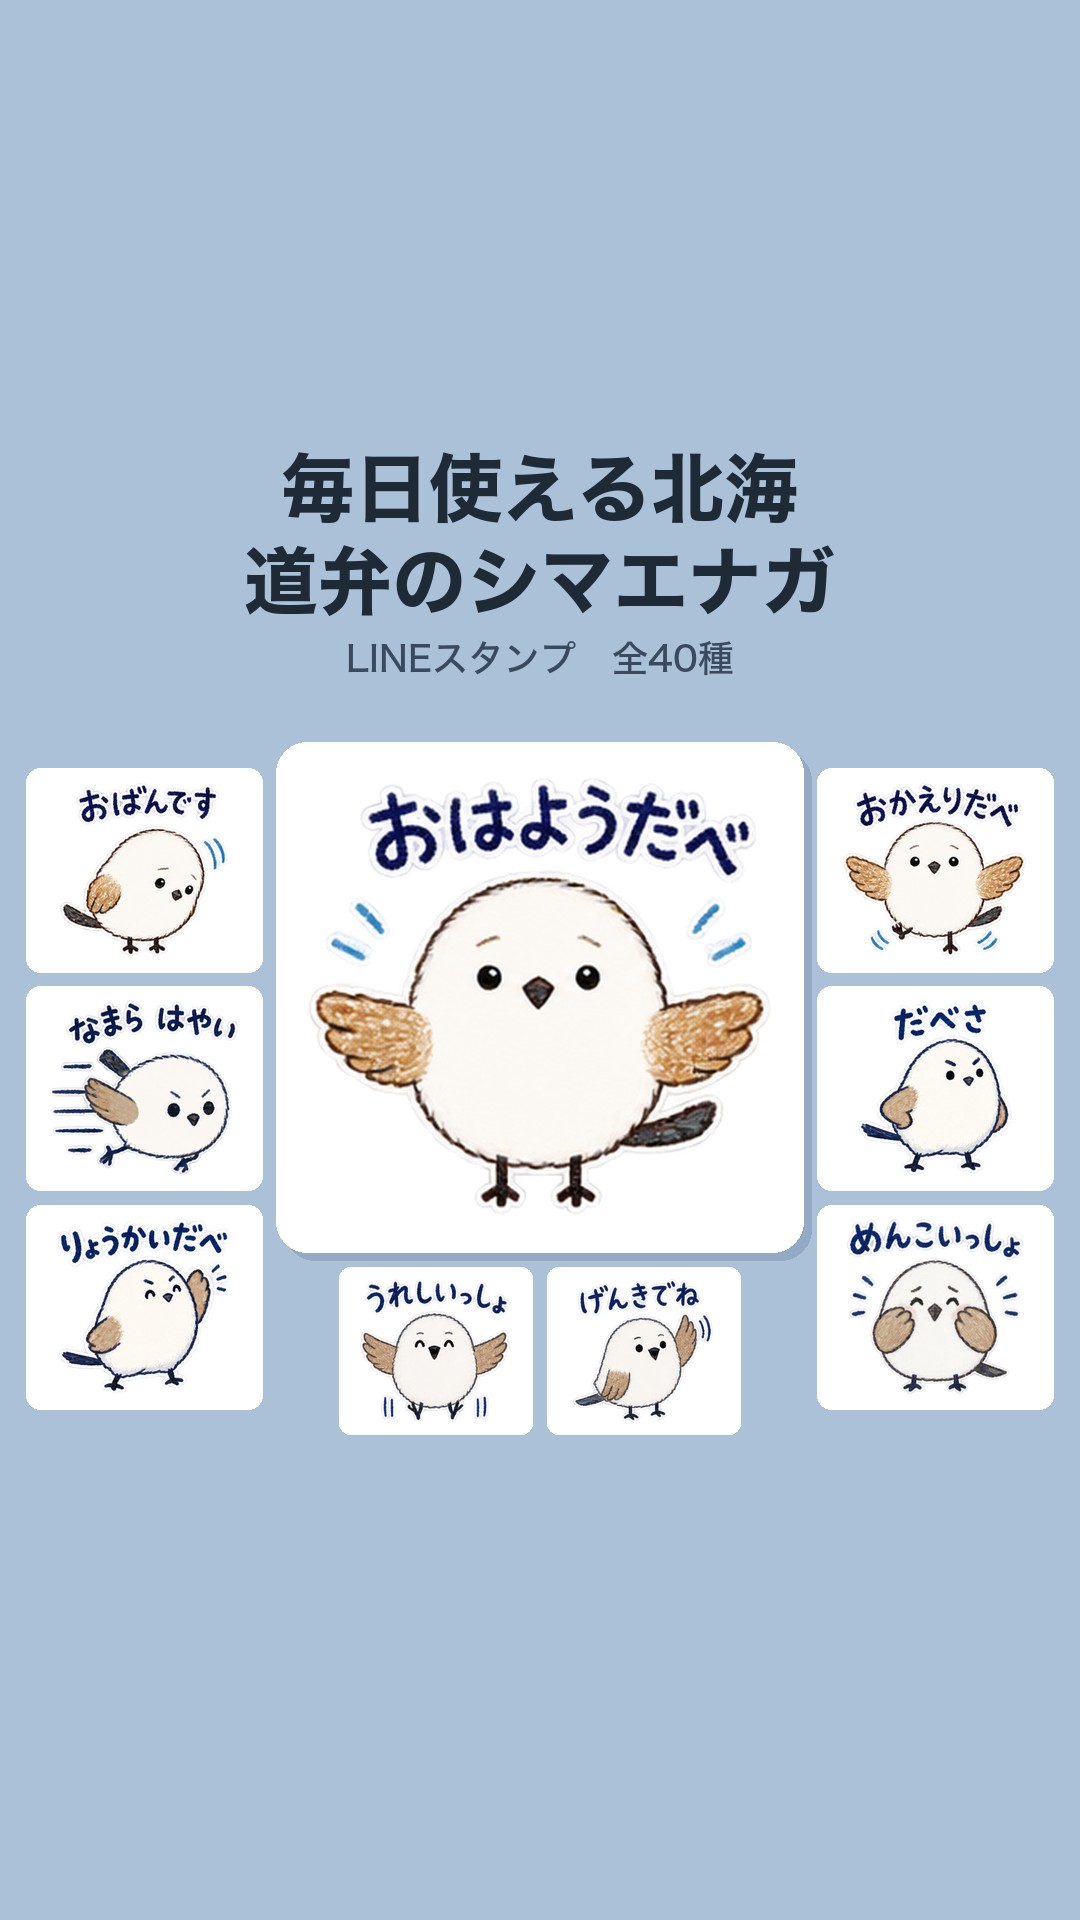 毎日使える北海
道弁のシマエナガ
LINEスタンプ　全40種
おばんです
おはようだべ
おかえりだべ
なまら はやい
だべさ
りょうかいだべ
うれしいっしょ
げんきでね
めんこいっしょ